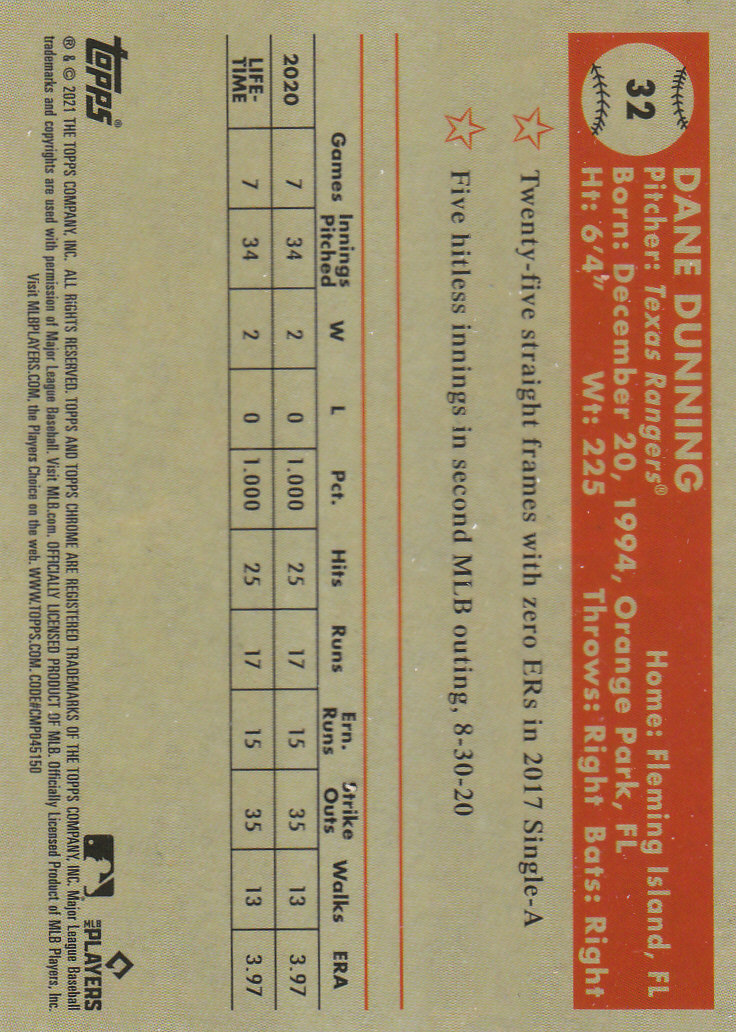 32
DANE DUNNING
Pitcher: Texas Rangers® Home: Fleming Island, FL
Born: December 20, 1994, Orange Park, FL
Ht: 6'4" Wt: 225 Throws: Right Bats: Right
Twenty-five straight frames with zero ERs in 2017 Single-A
Five hitless innings in second MLB outing, 8-30-20
Games Innings Pitched W L Pct. Hits Runs Ern. Runs Strike Outs Walks ERA
2020 7 34 2 0 1.000 25 17 15 35 13 3.97
LIFE-TIME 7 34 2 0 1.000 25 17 15 35 13 3.97
topps®
MLB PLAYERS
® & © 2021 THE TOPPS COMPANY, INC. ALL RIGHTS RESERVED. TOPPS AND TOPPS CHROME ARE REGISTERED TRADEMARKS OF THE TOPPS COMPANY, INC. Major League Baseball
trademarks and copyrights are used with permission of Major League Baseball. Visit MLB.com. OFFICIALLY LICENSED PRODUCT OF MLB. Officially Licensed Product of MLB Players, Inc.
Visit MLBPLAYERS.COM, the Players Choice on the web. WWW.TOPPS.COM. CODE#CMP045150